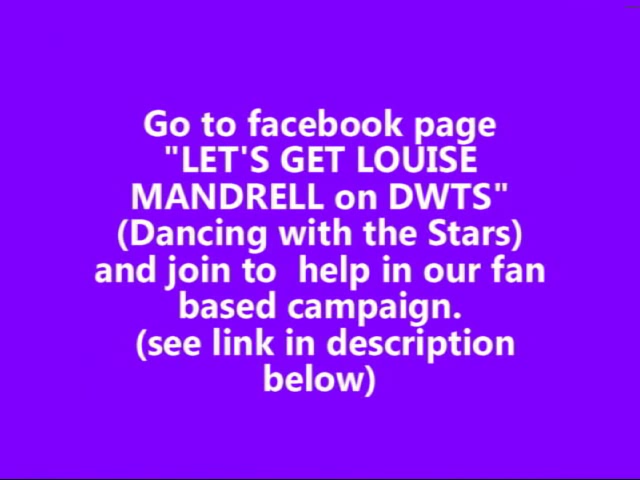 Go to facebook page
"LET'S GET LOUISE
MANDRELL on DWTS"
(Dancing with the Stars)
and join to  help in our fan
based campaign.
(see link in description
below)